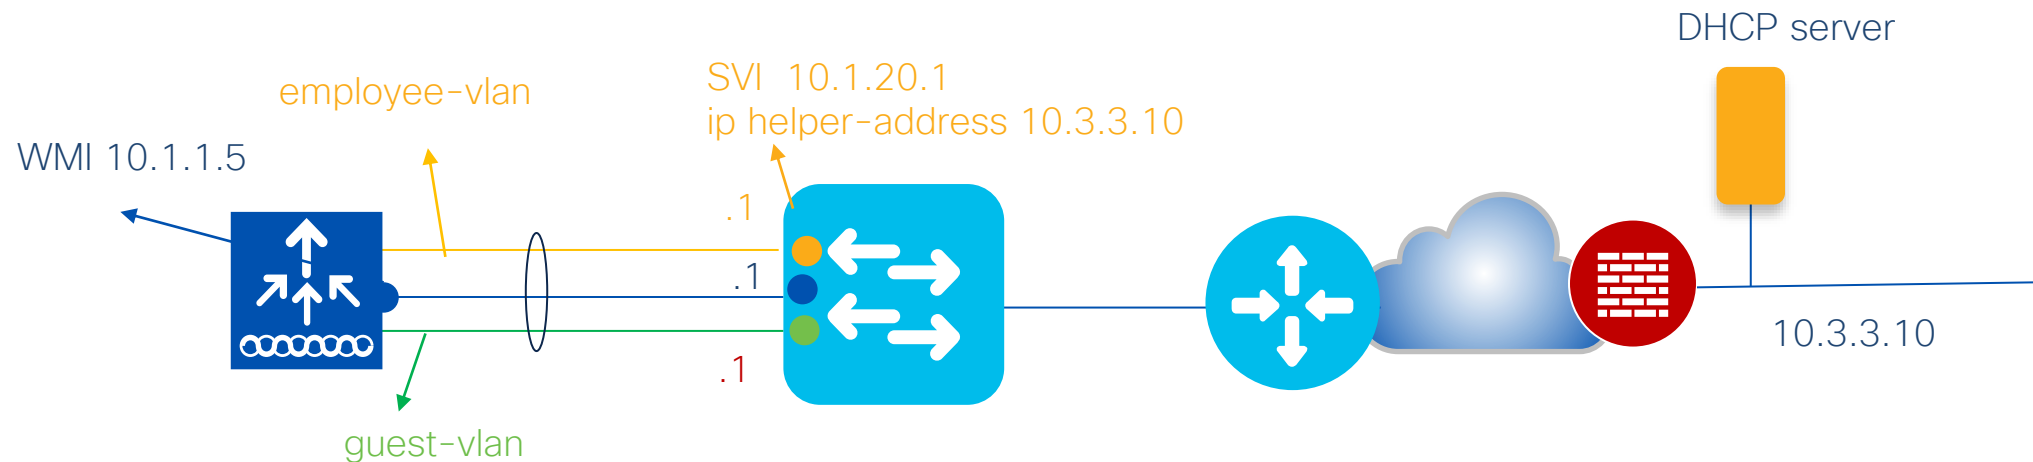 DHCP server
SVI 10.1.20.1
ip helper-address 10.3.3.10
employee-vlan
WMI 10.1.1.5
.1
.1
.1
10.3.3.10
guest-vlan